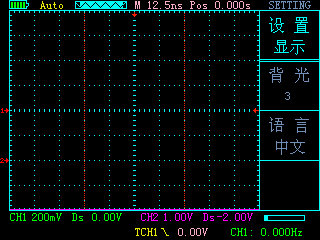 Auto M 12.5ns Pos 0.000s SETTING
设 置
显示
背 光
3
语 言
中文
CH1 200mV Ds 0.00V CH2 1.00V Ds-2.00V
TCH1 0.00V CH1: 0.000Hz